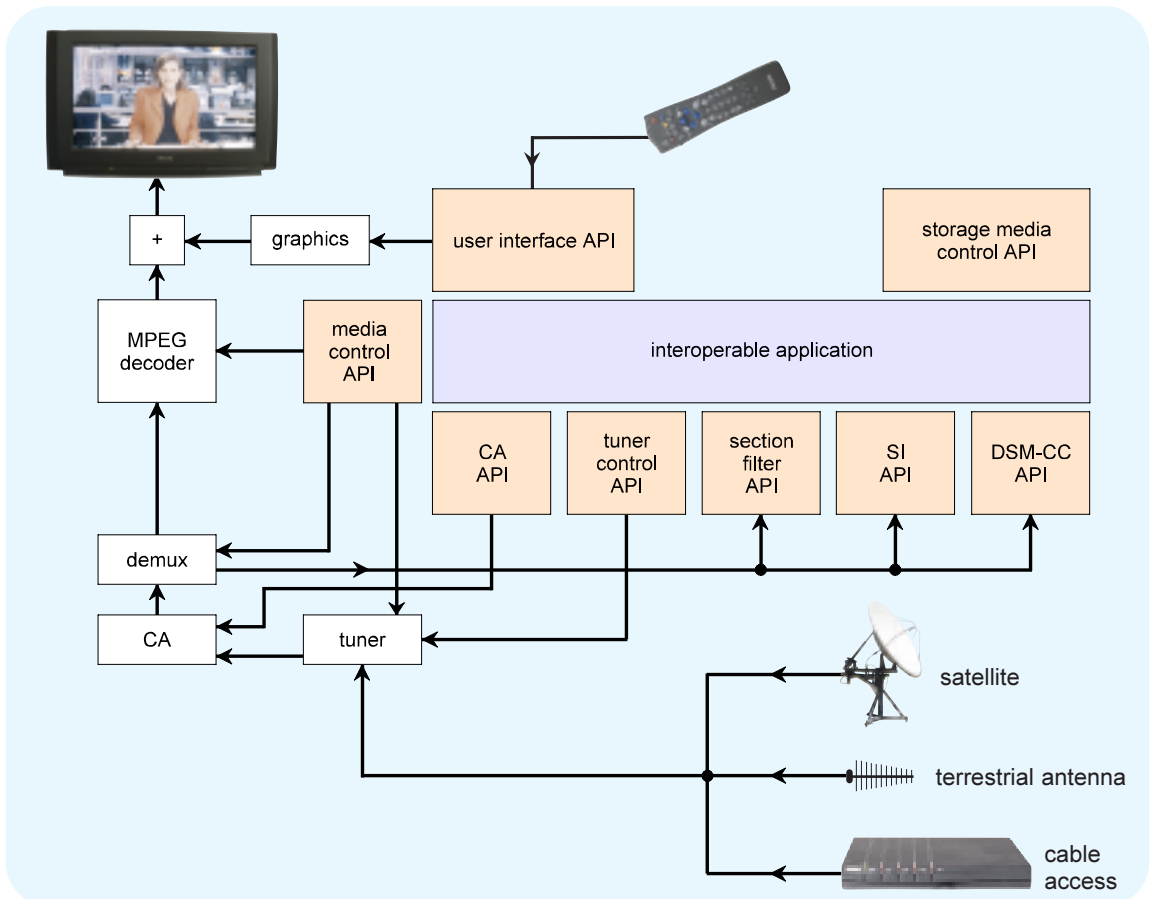 +
graphics
user interface API
storage media
control API
MPEG
decoder
media
control
API
interoperable application
CA
API
tuner
control
API
section
filter
API
SI
API
DSM-CC
API
demux
CA
tuner
satellite
terrestrial antenna
cable
access